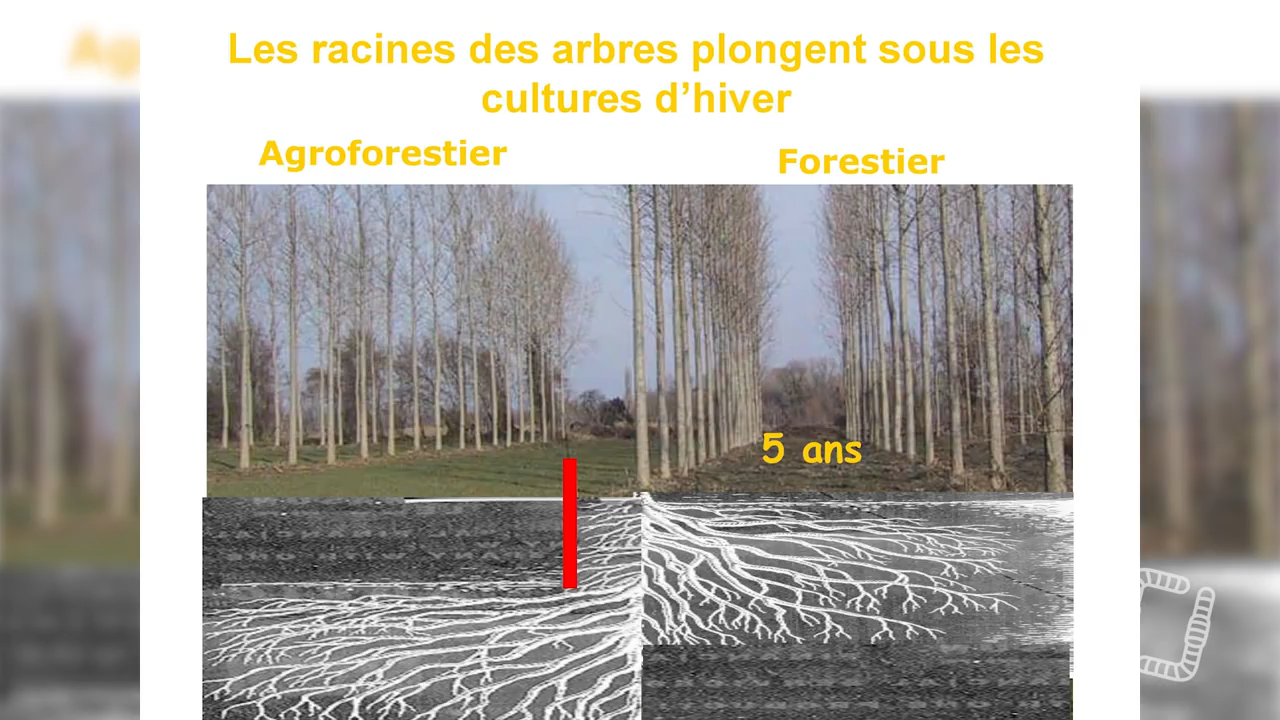 Les racines des arbres plongent sous les
cultures d’hiver
Agroforestier
Forestier
5 ans